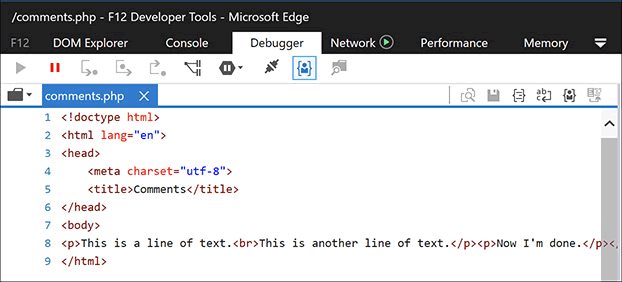 /comments.php - F12 Developer Tools - Microsoft Edge
F12 DOM Explorer Console Debugger Network Performance Memory
comments.php
1 <!doctype html>
2 <html lang="en">
3 <head>
4 <meta charset="utf-8">
5 <title>Comments</title>
6 </head>
7 <body>
8 <p>This is a line of text.<br>This is another line of text.</p><p>Now I'm done.</p></
9 </html>